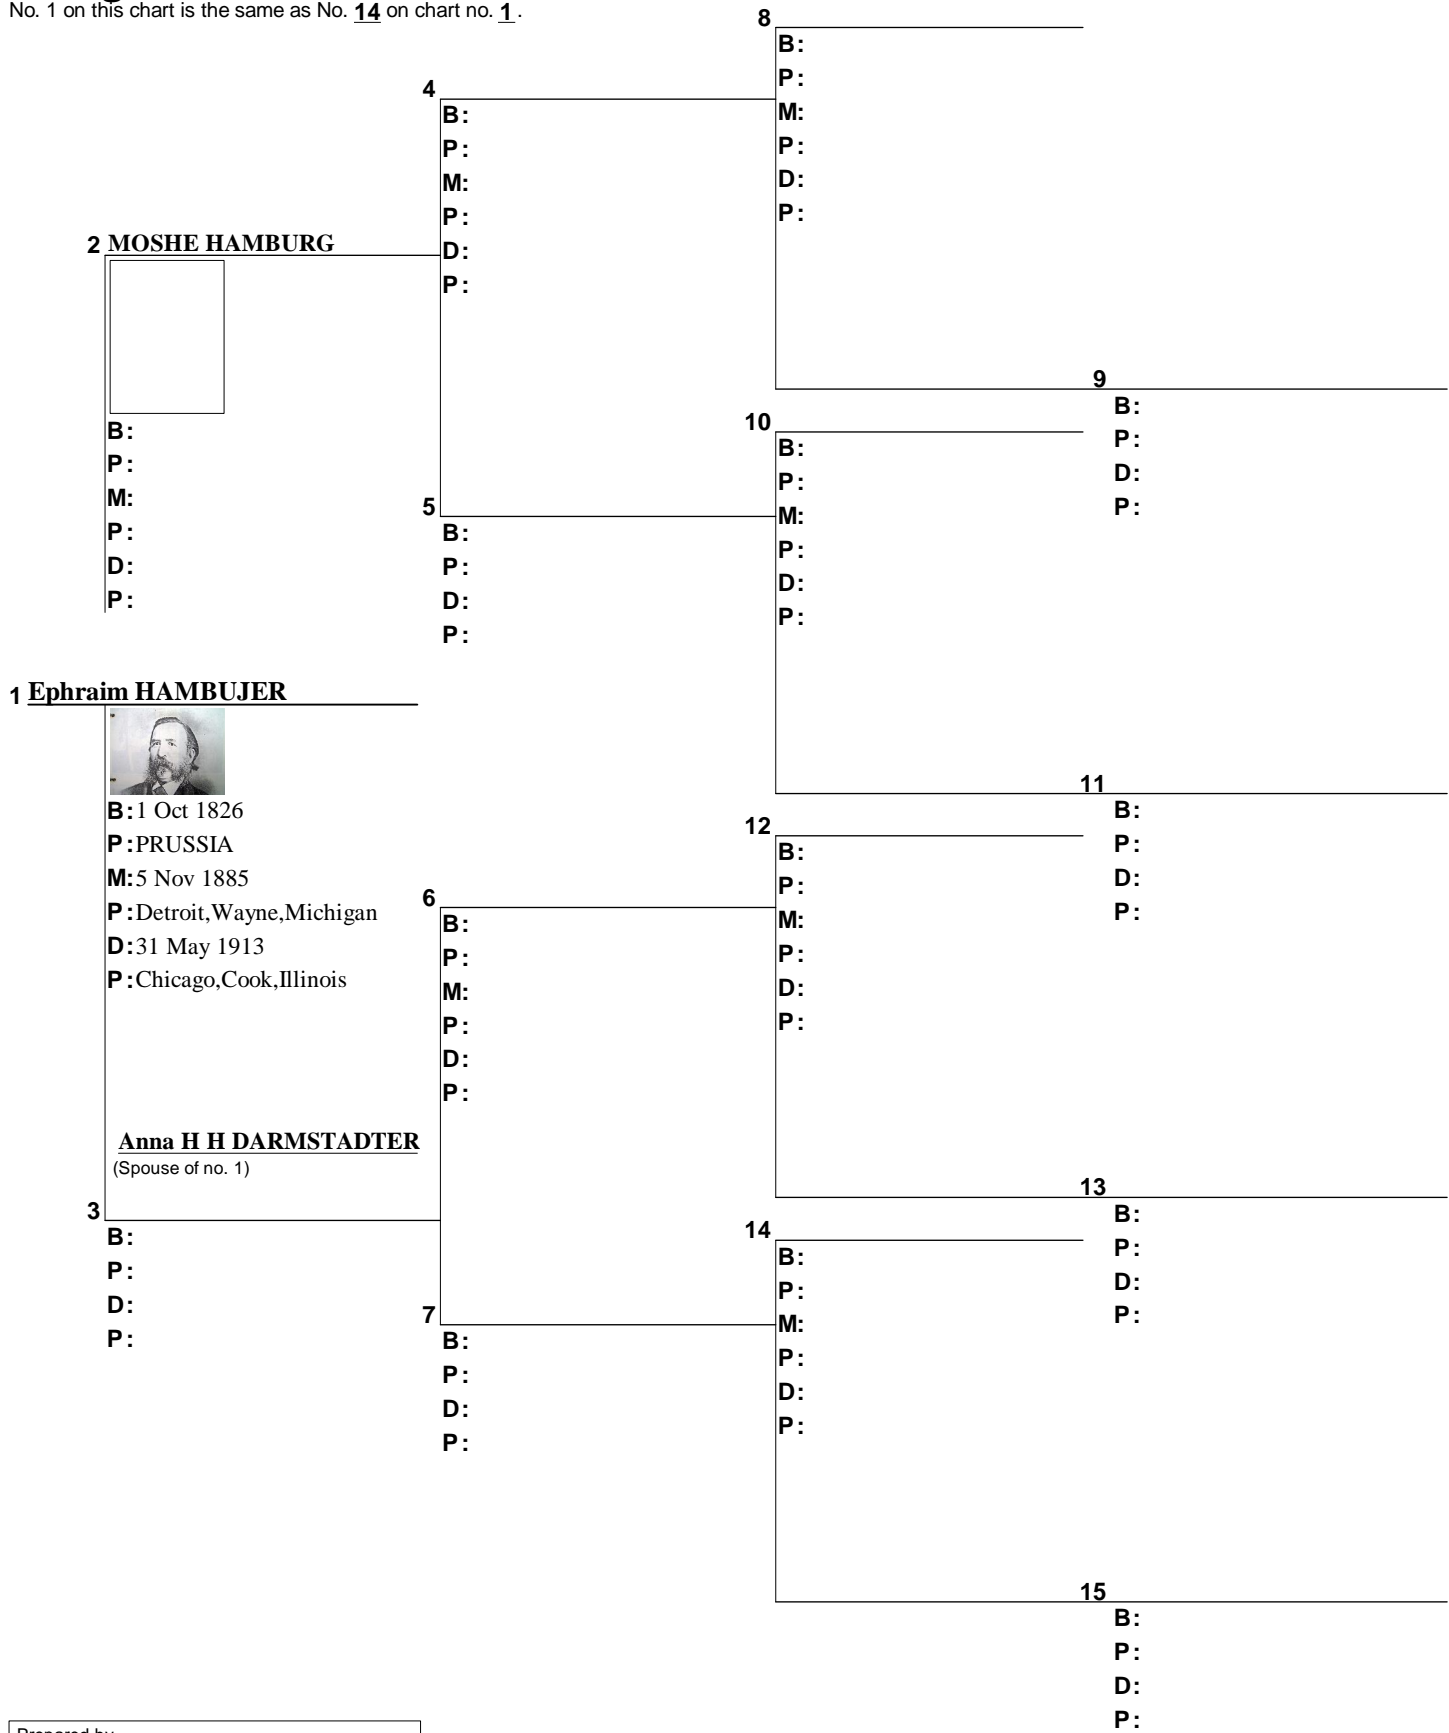 No. 1 on this chart is the same as No. 14 on chart no. 1.
8
B:
P:
M:
P:
D:
P:
4
B:
P:
M:
P:
D:
P:
2 MOSHE HAMBURG
B:
P:
M:
P:
D:
P:
9
B:
P:
D:
P:
10
B:
P:
M:
P:
D:
P:
5
B:
P:
D:
P:
1 Ephraim HAMBUJER
B:1 Oct 1826
P:PRUSSIA
M:5 Nov 1885
P:Detroit,Wayne,Michigan
D:31 May 1913
P:Chicago,Cook,Illinois
11
B:
P:
D:
P:
12
B:
P:
M:
P:
D:
P:
6
B:
P:
M:
P:
D:
P:
Anna H H DARMSTADTER
(Spouse of no. 1)
3
B:
P:
D:
P:
13
B:
P:
D:
P:
14
B:
P:
M:
P:
D:
P:
7
B:
P:
D:
P:
15
B:
P:
D:
P:
Prepared by